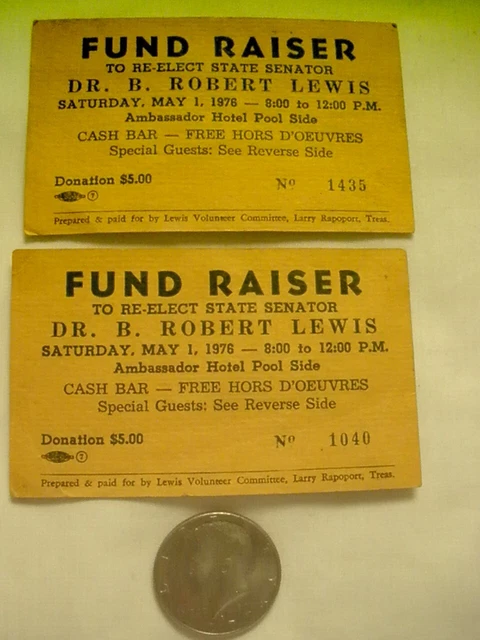 FUND RAISER
TO RE-ELECT STATE SENATOR
DR. B. ROBERT LEWIS
SATURDAY, MAY 1, 1976 — 8:00 to 12:00 P.M.
Ambassador Hotel Pool Side
CASH BAR — FREE HORS D'OEUVRES
Special Guests: See Reverse Side
Donation $5.00
Nº 1435
7
Prepared & paid for by Lewis Volunteer Committee, Larry Rapoport, Treas.
FUND RAISER
TO RE-ELECT STATE SENATOR
DR. B. ROBERT LEWIS
SATURDAY, MAY 1, 1976 — 8:00 to 12:00 P.M.
Ambassador Hotel Pool Side
CASH BAR — FREE HORS D'OEUVRES
Special Guests: See Reverse Side
Donation $5.00
Nº 1040
7
Prepared & paid for by Lewis Volunteer Committee, Larry Rapoport, Treas.